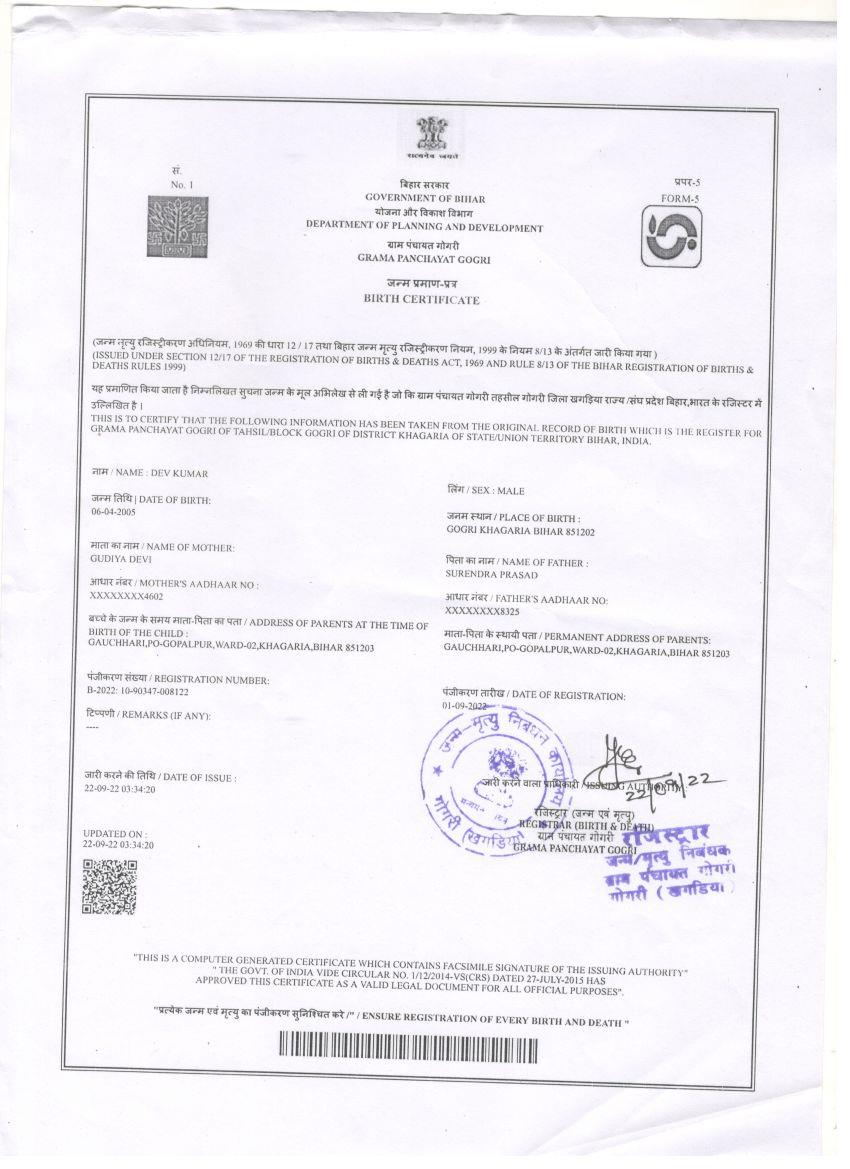 सत्यमेव जयते
सं.
No. 1
प्रपर-5
FORM-5
बिहार सरकार
GOVERNMENT OF BIHAR
योजना और विकाश विभाग
DEPARTMENT OF PLANNING AND DEVELOPMENT
ग्राम पंचायत गोगरी
GRAMA PANCHAYAT GOGRI
जन्म प्रमाण-प्रत्र
BIRTH CERTIFICATE
(जन्म मृत्यु रजिस्ट्रीकरण अधिनियम, 1969 की धारा 12 / 17 तथा बिहार जन्म मृत्यु रजिस्ट्रीकरण नियम, 1999 के नियम 8/13 के अंतर्गत जारी किया गया )
(ISSUED UNDER SECTION 12/17 OF THE REGISTRATION OF BIRTHS & DEATHS ACT, 1969 AND RULE 8/13 OF THE BIHAR REGISTRATION OF BIRTHS &
DEATHS RULES 1999)
यह प्रमाणित किया जाता है निम्नलिखत सुचना जन्म के मूल अभिलेख से ली गई है जो कि ग्राम पंचायत गोगरी तहसील गोगरी जिला खगड़िया राज्य /संघ प्रदेश बिहार,भारत के रजिस्टर में
उल्लिखित है ।
THIS IS TO CERTIFY THAT THE FOLLOWING INFORMATION HAS BEEN TAKEN FROM THE ORIGINAL RECORD OF BIRTH WHICH IS THE REGISTER FOR
GRAMA PANCHAYAT GOGRI OF TAHSIL/BLOCK GOGRI OF DISTRICT KHAGARIA OF STATE/UNION TERRITORY BIHAR, INDIA.
नाम / NAME : DEV KUMAR
लिंग / SEX : MALE
जन्म तिथि | DATE OF BIRTH:
06-04-2005
जनम स्थान / PLACE OF BIRTH :
GOGRI KHAGARIA BIHAR 851202
माता का नाम / NAME OF MOTHER:
GUDIYA DEVI
पिता का नाम / NAME OF FATHER :
SURENDRA PRASAD
आधार नंबर / MOTHER'S AADHAAR NO :
XXXXXXXX4602
आधार नंबर / FATHER'S AADHAAR NO:
XXXXXXXX8325
बच्चे के जन्म के समय माता-पिता का पता / ADDRESS OF PARENTS AT THE TIME OF
BIRTH OF THE CHILD :
GAUCHHARI,PO-GOPALPUR,WARD-02,KHAGARIA,BIHAR 851203
माता-पिता के स्थायी पता / PERMANENT ADDRESS OF PARENTS:
GAUCHHARI,PO-GOPALPUR,WARD-02,KHAGARIA,BIHAR 851203
पंजीकरण संख्या / REGISTRATION NUMBER:
B-2022: 10-90347-008122
पंजीकरण तारीख / DATE OF REGISTRATION:
01-09-2022
टिप्पणी / REMARKS (IF ANY):
----
जारी करने की तिथि / DATE OF ISSUE :
22-09-22 03:34:20
जन्म-मृत्यु निबंधन कार्यालय
गोगरी (खगड़िया)
जारी करने वाला प्राधिकारी / ISSUING AUTHORITY:
22/09/22
रजिस्ट्रार (जन्म एवं मृत्यु)
REGISTRAR (BIRTH & DEATH)
ग्राम पंचायत गोगरी
GRAMA PANCHAYAT GOGRI
रजिस्ट्रार
जन्म/मृत्यु निबंधक
ग्राम पंचायत गोगरी
गोगरी ( खगडिया )
UPDATED ON :
22-09-22 03:34:20
"THIS IS A COMPUTER GENERATED CERTIFICATE WHICH CONTAINS FACSIMILE SIGNATURE OF THE ISSUING AUTHORITY"
" THE GOVT. OF INDIA VIDE CIRCULAR NO. 1/12/2014-VS(CRS) DATED 27-JULY-2015 HAS
APPROVED THIS CERTIFICATE AS A VALID LEGAL DOCUMENT FOR ALL OFFICIAL PURPOSES".
"प्रत्येक जन्म एवं मृत्यु का पंजीकरण सुनिश्चित करे /" / ENSURE REGISTRATION OF EVERY BIRTH AND DEATH "